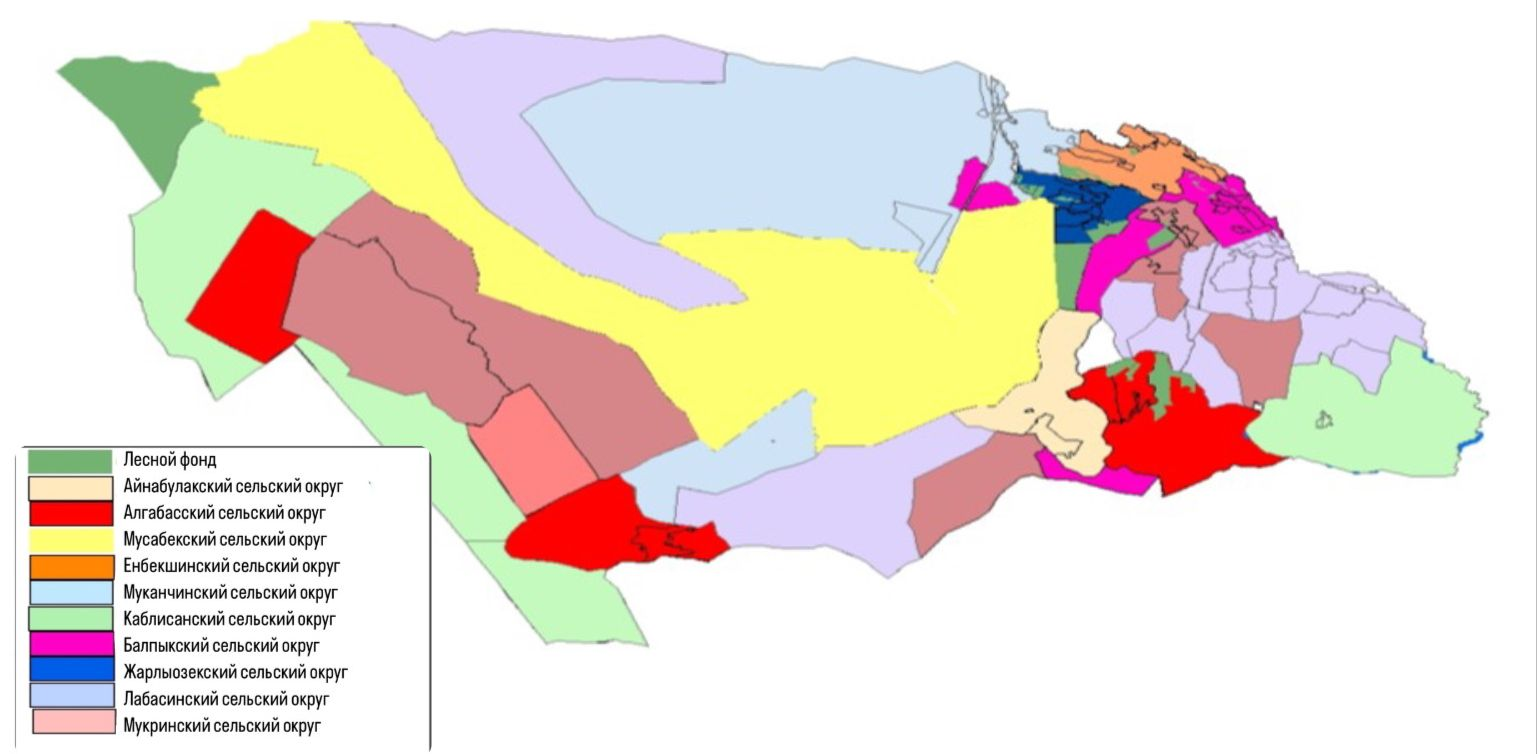 Лесной фонд
Айнабулакский сельский округ
Алгабасский сельский округ
Мусабекский сельский округ
Енбекшинский сельский округ
Муканчинский сельский округ
Каблисанский сельский округ
Балпыкский сельский округ
Жарлыозекский сельский округ
Лабасинский сельский округ
Мукринский сельский округ